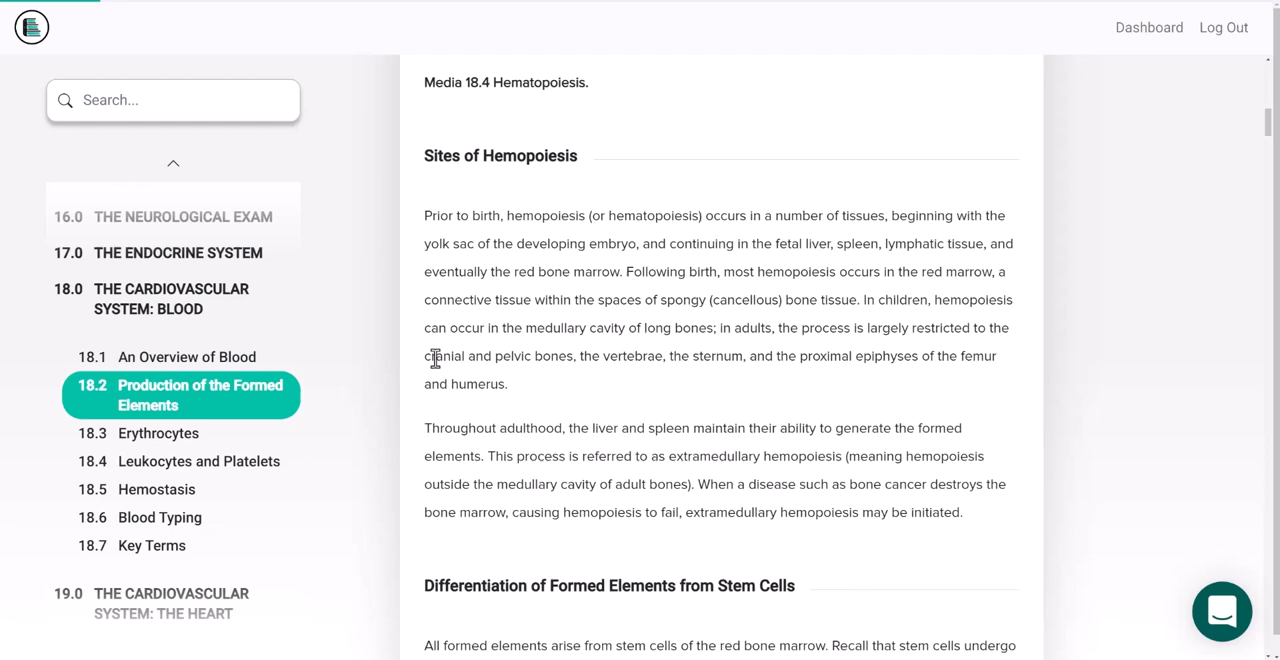 Dashboard Log Out
Search...
16.0 THE NEUROLOGICAL EXAM
17.0 THE ENDOCRINE SYSTEM
18.0 THE CARDIOVASCULAR
SYSTEM: BLOOD
18.1 An Overview of Blood
18.2 Production of the Formed
Elements
18.3 Erythrocytes
18.4 Leukocytes and Platelets
18.5 Hemostasis
18.6 Blood Typing
18.7 Key Terms
19.0 THE CARDIOVASCULAR
SYSTEM: THE HEART
Media 18.4 Hematopoiesis.
Sites of Hemopoiesis
Prior to birth, hemopoiesis (or hematopoiesis) occurs in a number of tissues, beginning with the
yolk sac of the developing embryo, and continuing in the fetal liver, spleen, lymphatic tissue, and
eventually the red bone marrow. Following birth, most hemopoiesis occurs in the red marrow, a
connective tissue within the spaces of spongy (cancellous) bone tissue. In children, hemopoiesis
can occur in the medullary cavity of long bones; in adults, the process is largely restricted to the
cranial and pelvic bones, the vertebrae, the sternum, and the proximal epiphyses of the femur
and humerus.
Throughout adulthood, the liver and spleen maintain their ability to generate the formed
elements. This process is referred to as extramedullary hemopoiesis (meaning hemopoiesis
outside the medullary cavity of adult bones). When a disease such as bone cancer destroys the
bone marrow, causing hemopoiesis to fail, extramedullary hemopoiesis may be initiated.
Differentiation of Formed Elements from Stem Cells
All formed elements arise from stem cells of the red bone marrow. Recall that stem cells undergo